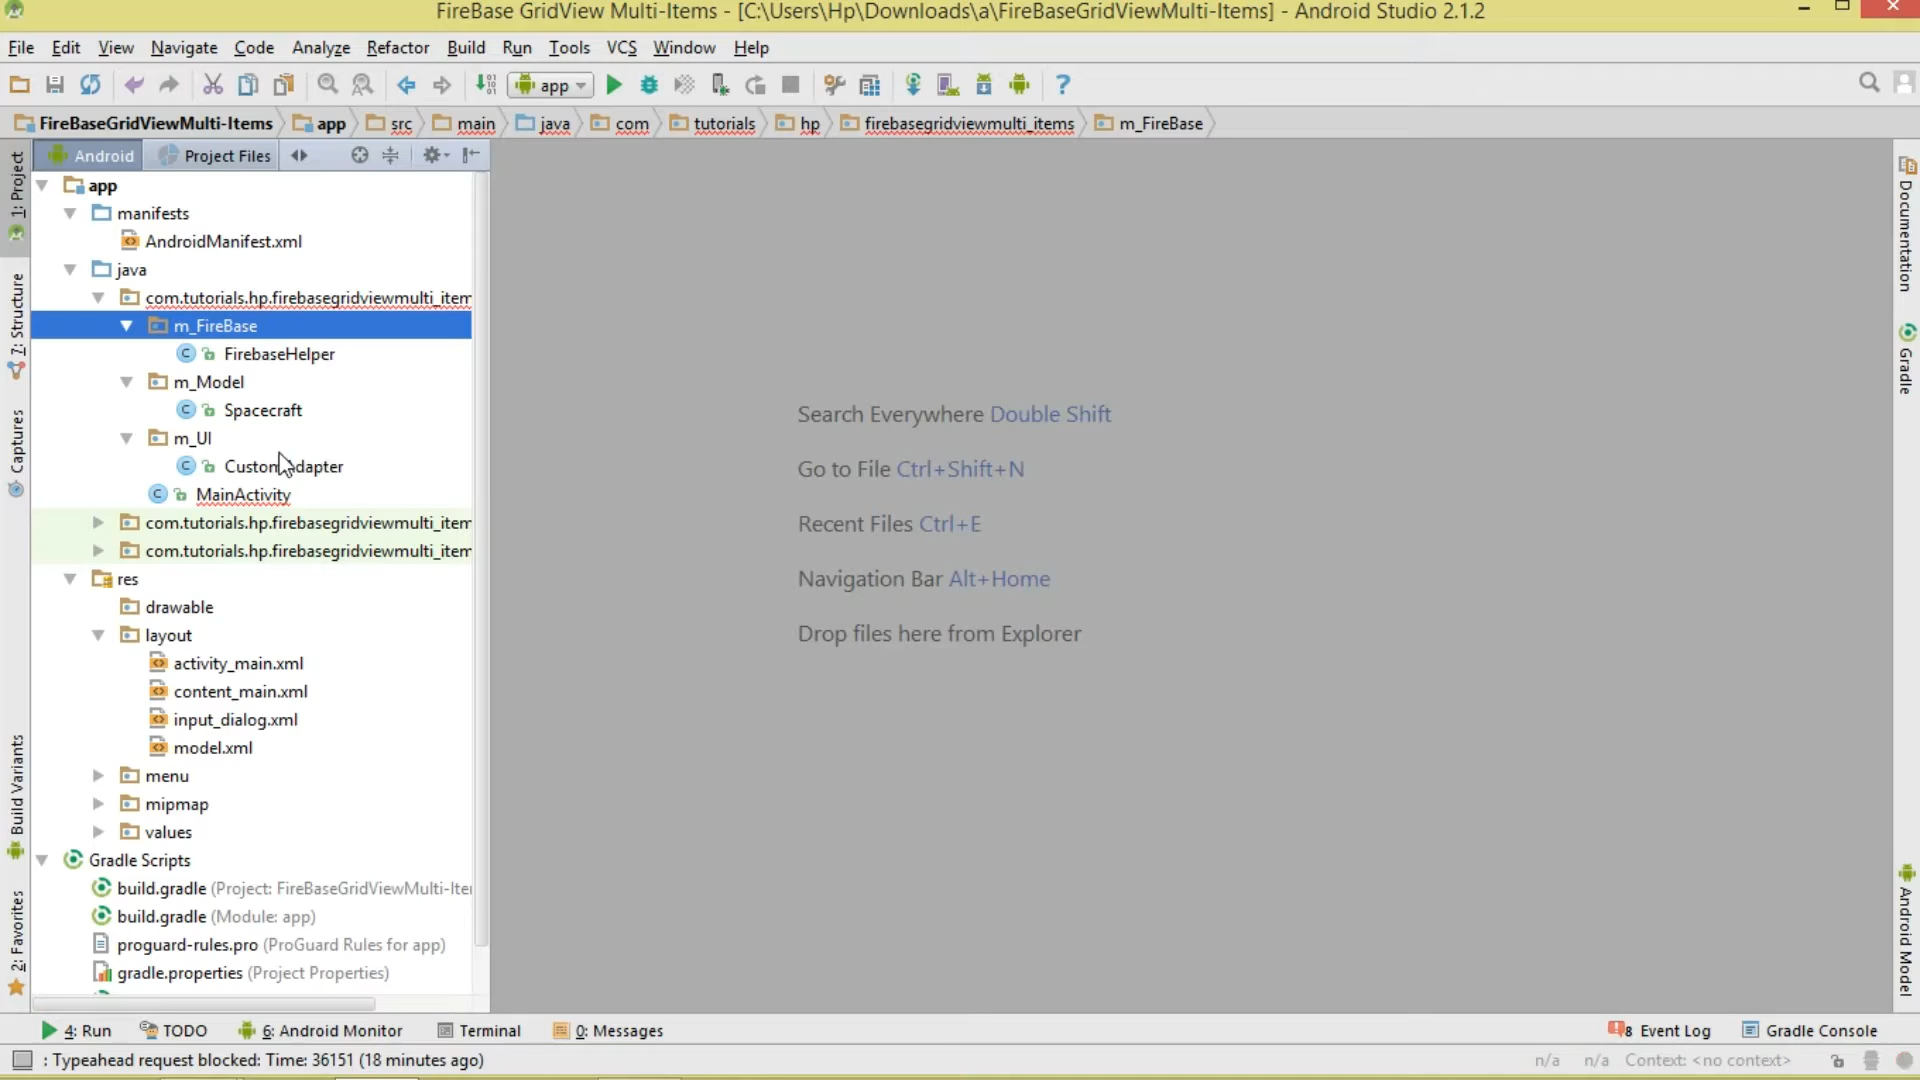 FireBase GridView Multi-Items - [C:\Users\Hp\Downloads\a\FireBaseGridViewMulti-Items] - Android Studio 2.1.2
File Edit View Navigate Code Analyze Refactor Build Run Tools VCS Window Help
app
FireBaseGridViewMulti-Items app src main java com tutorials hp firebasegridviewmulti_items m_FireBase
Android Project Files
app
manifests
AndroidManifest.xml
java
com.tutorials.hp.firebasegridviewmulti_item
m_FireBase
FirebaseHelper
m_Model
Spacecraft
m_UI
MainActivity
com.tutorials.hp.firebasegridviewmulti_item
com.tutorials.hp.firebasegridviewmulti_item
res
drawable
layout
activity_main.xml
content_main.xml
input_dialog.xml
model.xml
menu
mipmap
values
Gradle Scripts
build.gradle (Project: FireBaseGridViewMulti-Ite
build.gradle (Module: app)
proguard-rules.pro (ProGuard Rules for app)
gradle.properties (Project Properties)
1: Project
7: Structure
Captures
Build Variants
2: Favorites
Search Everywhere Double Shift
Go to File Ctrl+Shift+N
Recent Files Ctrl+E
Navigation Bar Alt+Home
Drop files here from Explorer
Documentation
Gradle
Android Model
4: Run TODO 6: Android Monitor Terminal 0: Messages 8 Event Log Gradle Console
: Typeahead request blocked: Time: 36151 (18 minutes ago) n/a n/a Context: <no context>